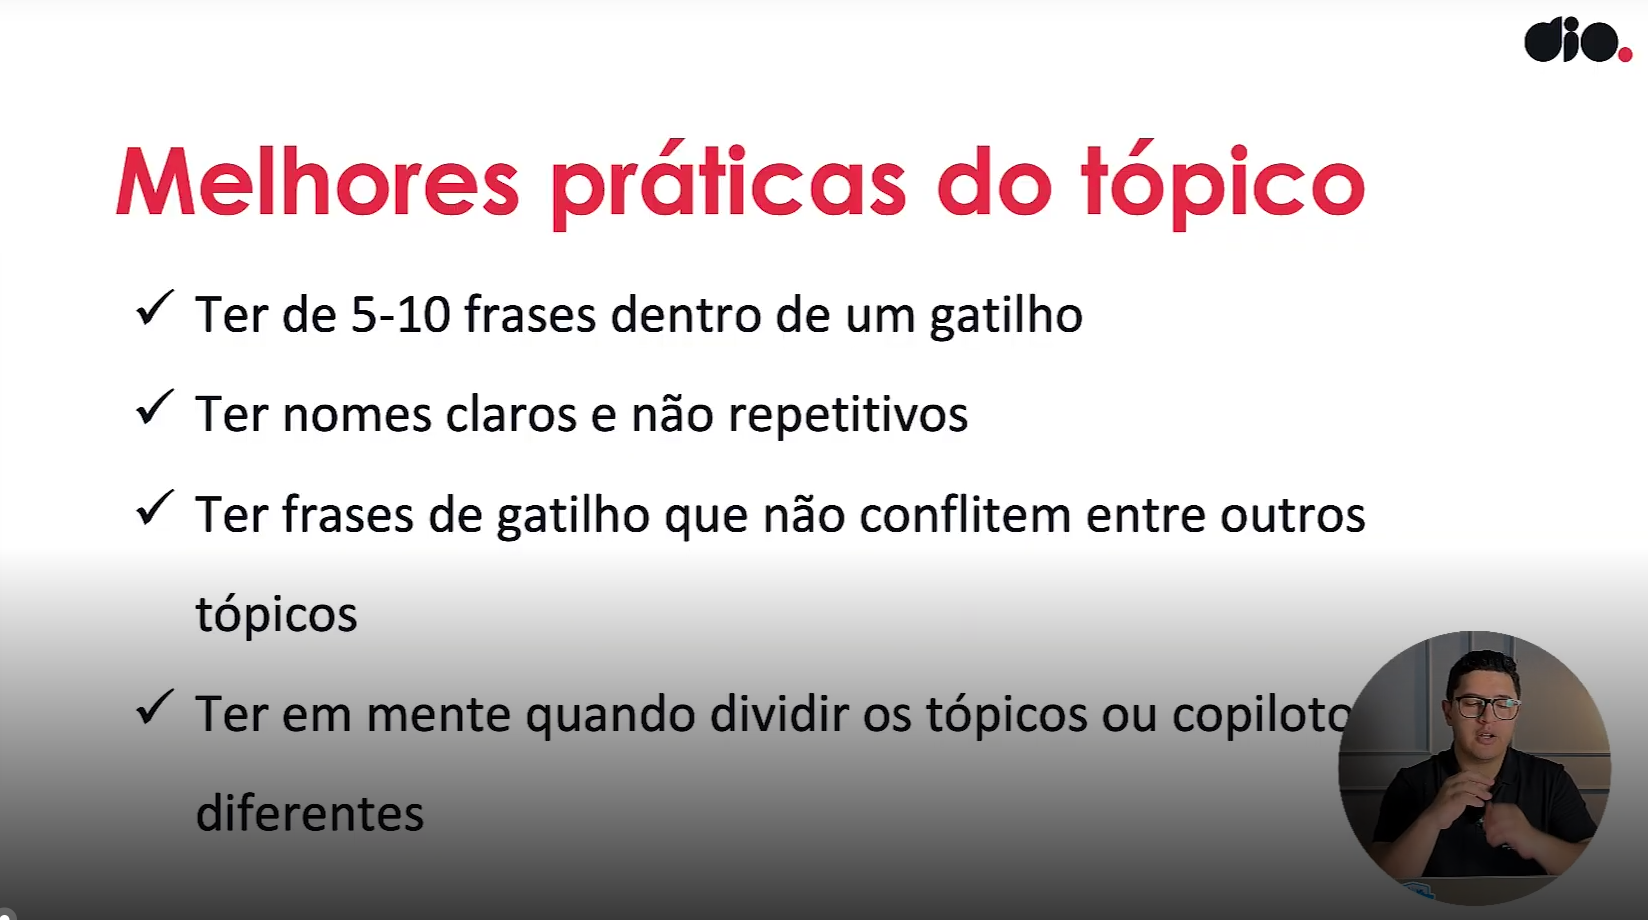 dio.
Melhores práticas do tópico
✓ Ter de 5-10 frases dentro de um gatilho
✓ Ter nomes claros e não repetitivos
✓ Ter frases de gatilho que não conflitem entre outros
tópicos
✓ Ter em mente quando dividir os tópicos ou copiloto
diferentes